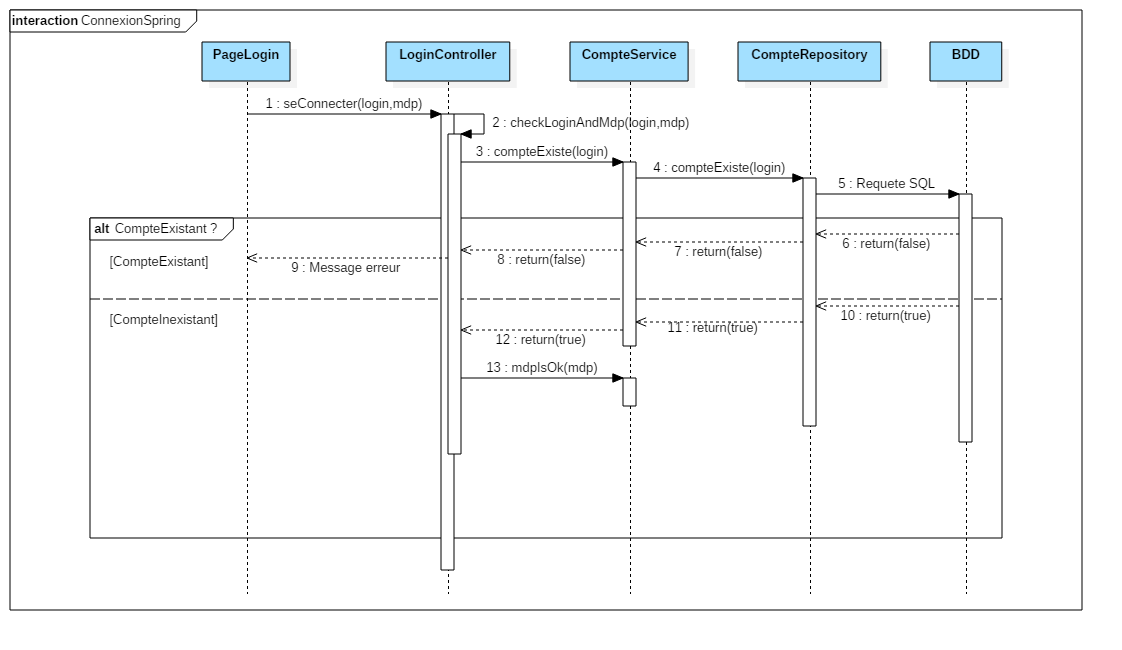 interaction ConnexionSpring
PageLogin
LoginController
CompteService
CompteRepository
BDD
1 : seConnecter(login,mdp)
2 : checkLoginAndMdp(login,mdp)
3 : compteExiste(login)
4 : compteExiste(login)
5 : Requete SQL
alt CompteExistant ?
6 : return(false)
7 : return(false)
8 : return(false)
[CompteExistant]
9 : Message erreur
[CompteInexistant]
10 : return(true)
11 : return(true)
12 : return(true)
13 : mdpIsOk(mdp)